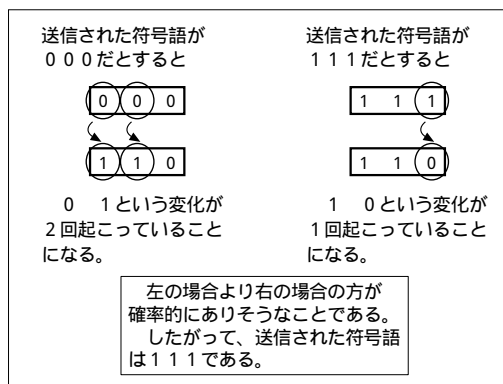 送信された符号語が
000だとすると
0 0 0
1 1 0
0 1という変化が
2回起こっていること
になる。
送信された符号語が
111だとすると
1 1 1
1 1 0
1 0という変化が
1回起こっていること
になる。
左の場合より右の場合の方が
確率的にありそうなことである。
したがって、送信された符号語
は111である。